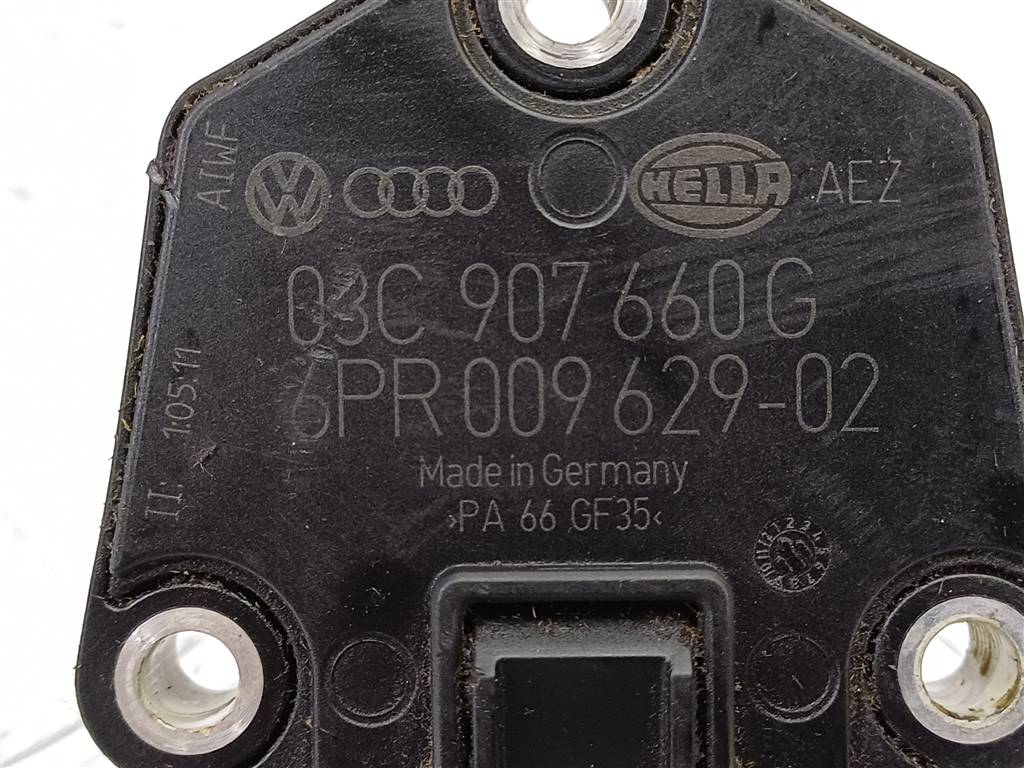 AIWF
VW
HELLA AEZ
03C 907 660 G
6PR 009 629-02
II: 1:05:11
Made in Germany
›PA 66 GF35‹